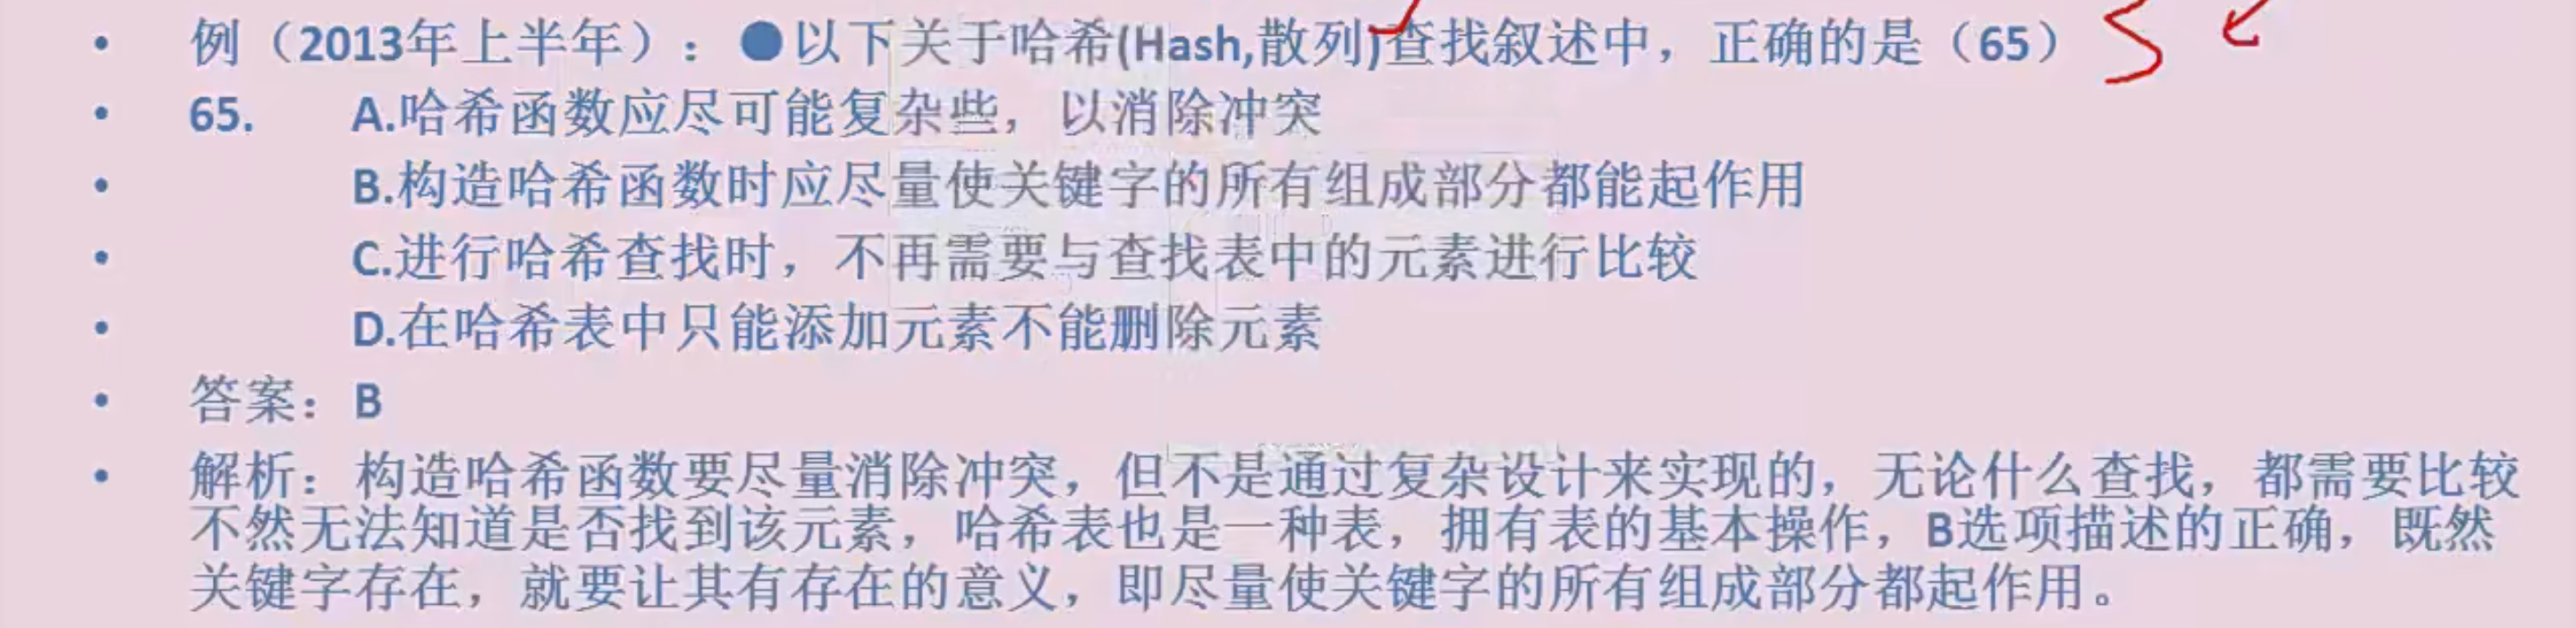 • 例（2013年上半年）：●以下关于哈希(Hash,散列)查找叙述中，正确的是（65）
• 65. A.哈希函数应尽可能复杂些，以消除冲突
• B.构造哈希函数时应尽量使关键字的所有组成部分都能起作用
• C.进行哈希查找时，不再需要与查找表中的元素进行比较
• D.在哈希表中只能添加元素不能删除元素
• 答案：B
• 解析：构造哈希函数要尽量消除冲突，但不是通过复杂设计来实现的，无论什么查找，都需要比较
不然无法知道是否找到该元素，哈希表也是一种表，拥有表的基本操作，B选项描述的正确，既然
关键字存在，就要让其有存在的意义，即尽量使关键字的所有组成部分都起作用。